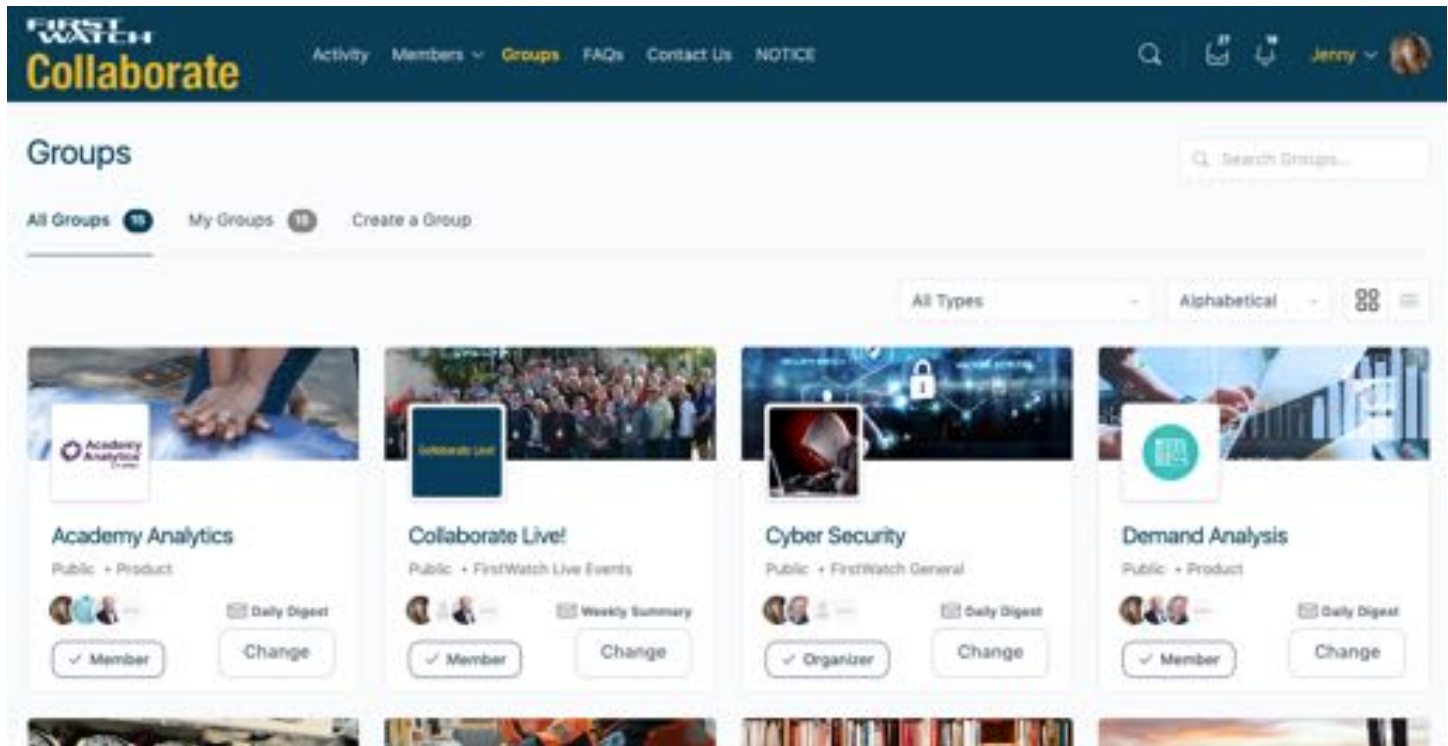 FIRST
WATCH
Collaborate
Activity Members Groups FAQs Contact Us NOTICE
Jenny
Groups
Search Groups...
All Groups 15 My Groups Create a Group
All Types Alphabetical
Academy
Analytics
Collaborate Live!
Academy Analytics
Public • Product
Daily Digest
Member Change
Collaborate Live!
Public • FirstWatch Live Events
Weekly Summary
Member Change
Cyber Security
Public • FirstWatch General
Daily Digest
Organizer Change
Demand Analysis
Public • Product
Daily Digest
Member Change